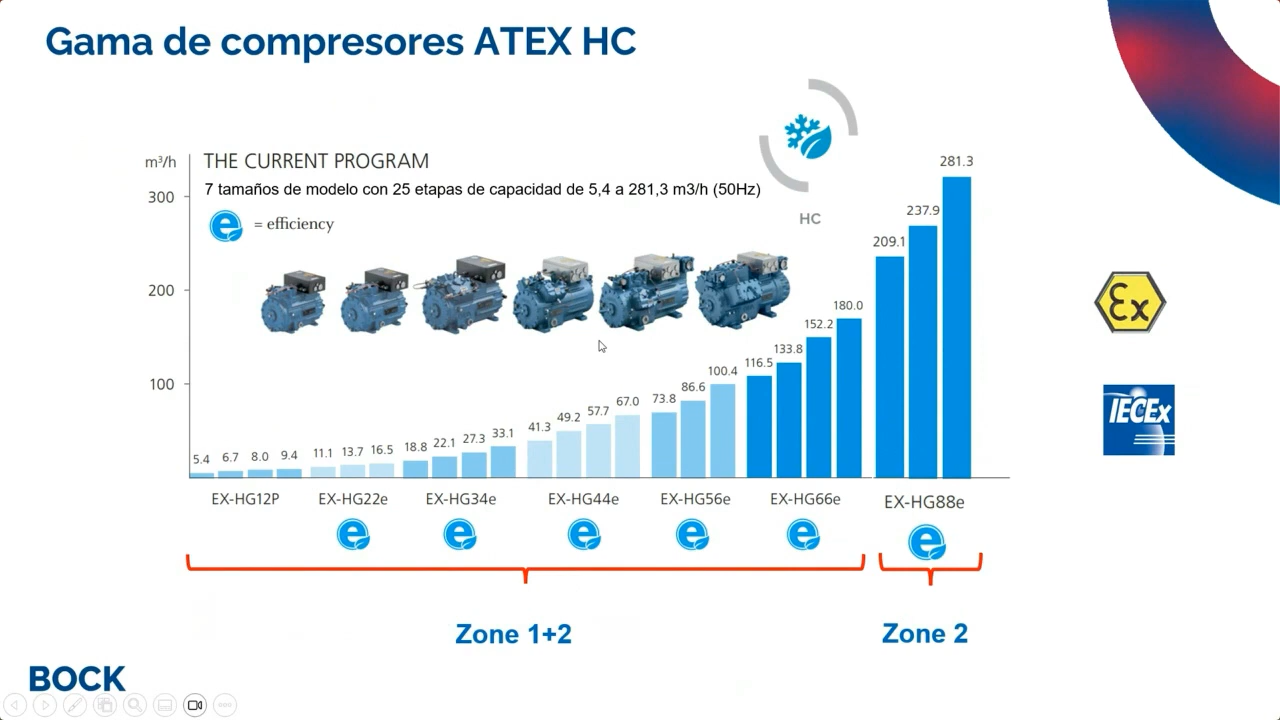 Gama de compresores ATEX HC
m³/h
THE CURRENT PROGRAM
7 tamaños de modelo con 25 etapas de capacidad de 5,4 a 281,3 m3/h (50Hz)
e = efficiency
HC
300
200
100
5.4 6.7 8.0 9.4 11.1 13.7 16.5 18.8 22.1 27.3 33.1 41.3 49.2 57.7 67.0 73.8 86.6 100.4 116.5 133.8 152.2 180.0 209.1 237.9 281.3
EX-HG12P EX-HG22e EX-HG34e EX-HG44e EX-HG56e EX-HG66e EX-HG88e
e e e e e e
Zone 1+2 Zone 2
Ex
IECEx
BOCK